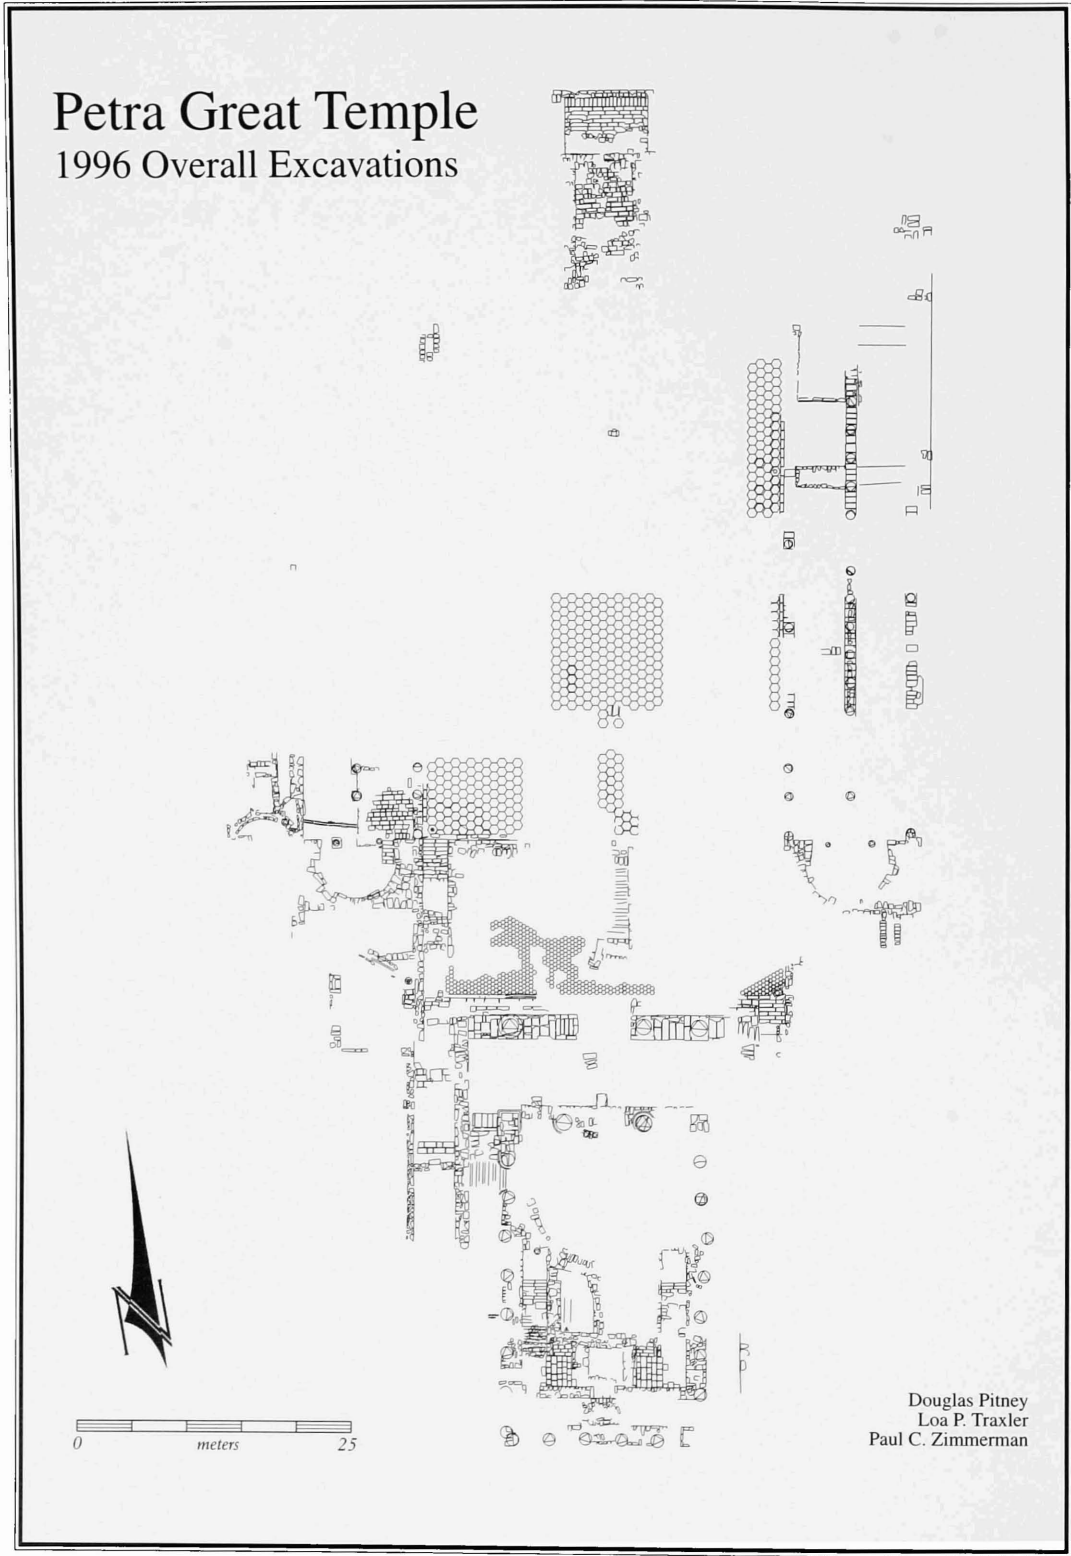 Petra Great Temple
1996 Overall Excavations
N
Douglas Pitney
Loa P. Traxler
Paul C. Zimmerman
0 meters 25